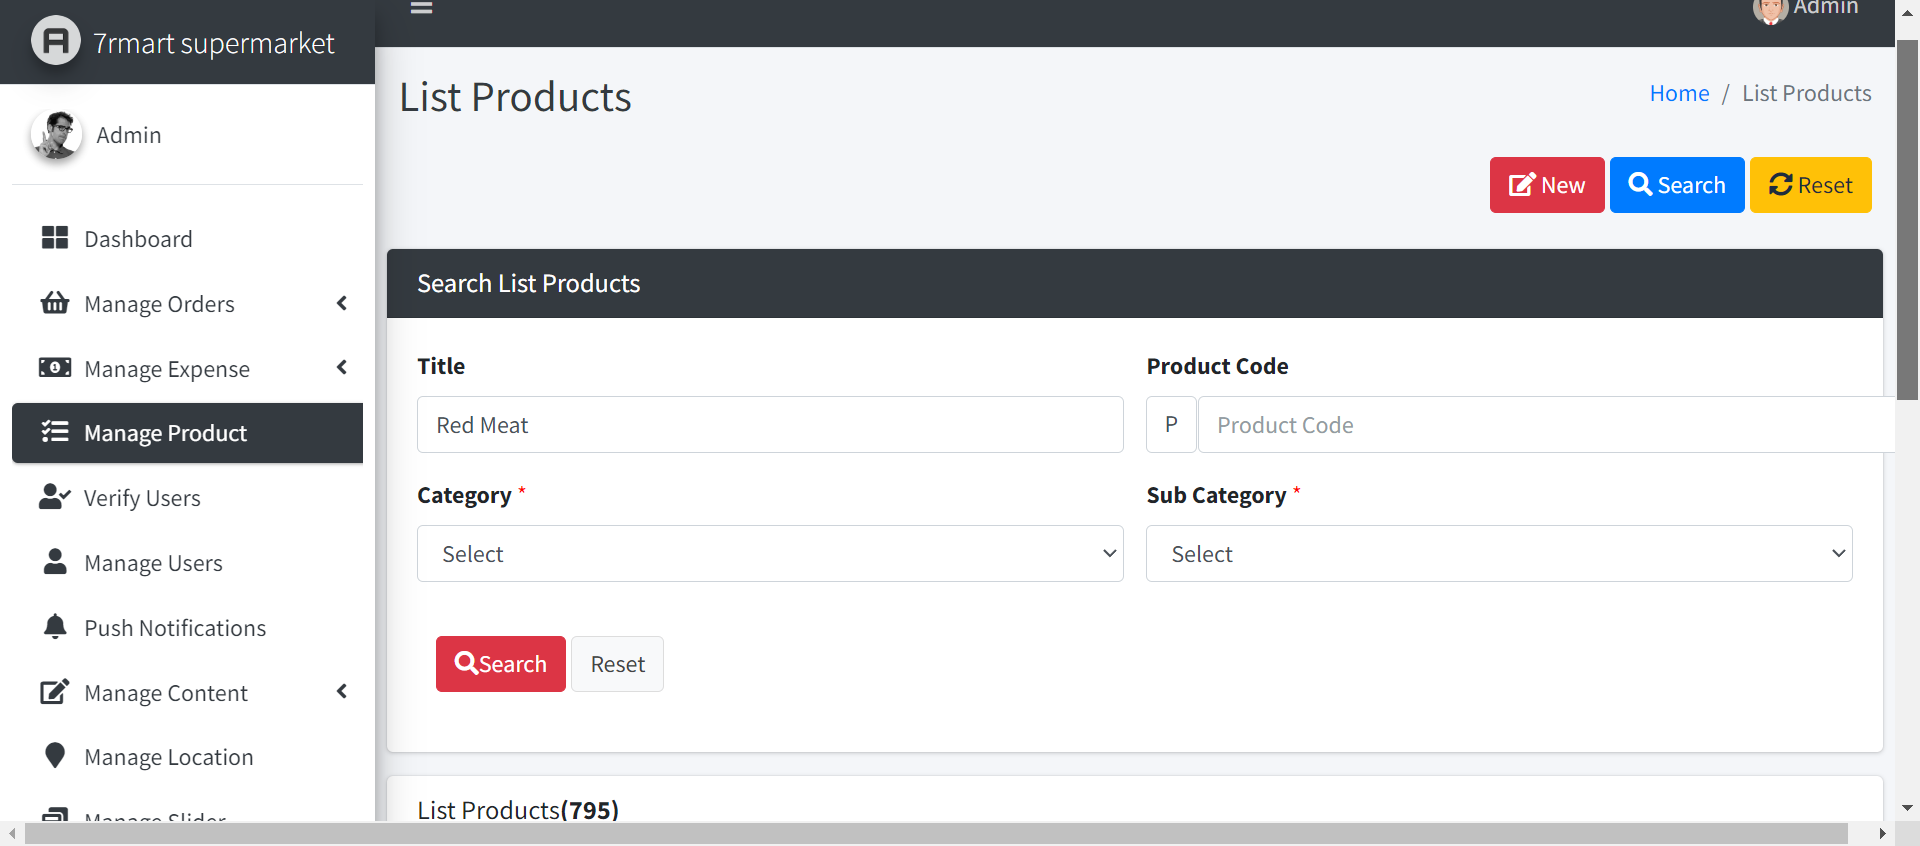 7rmart supermarket
Admin
Admin
List Products
Home / List Products
New
Search
Reset
Dashboard
Manage Orders
Manage Expense
Manage Product
Verify Users
Manage Users
Push Notifications
Manage Content
Manage Location
Manage Slider
Search List Products
Title
Product Code
Red Meat
P
Product Code
Category *
Sub Category *
Select
Select
Search
Reset
List Products(795)